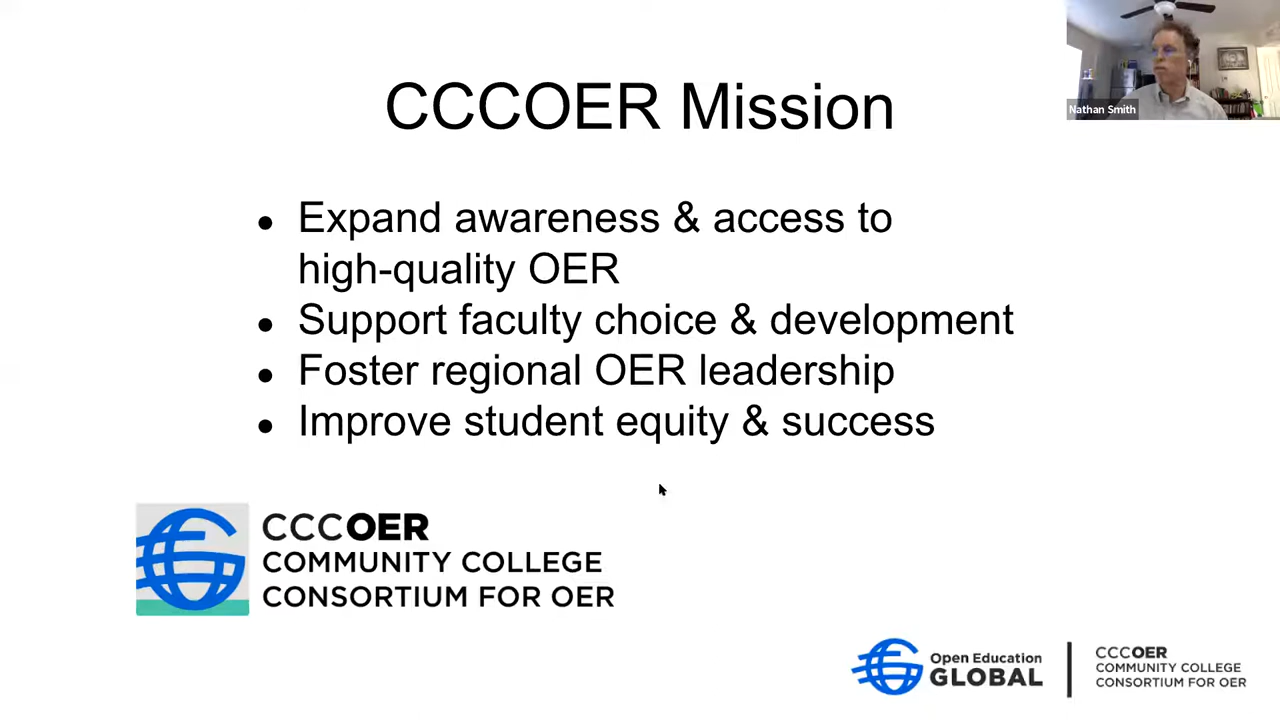 CCCOER Mission
Nathan Smith
● Expand awareness & access to
high-quality OER
● Support faculty choice & development
● Foster regional OER leadership
● Improve student equity & success
CCCOER
COMMUNITY COLLEGE
CONSORTIUM FOR OER
Open Education
GLOBAL
CCCOER
COMMUNITY COLLEGE
CONSORTIUM FOR OER